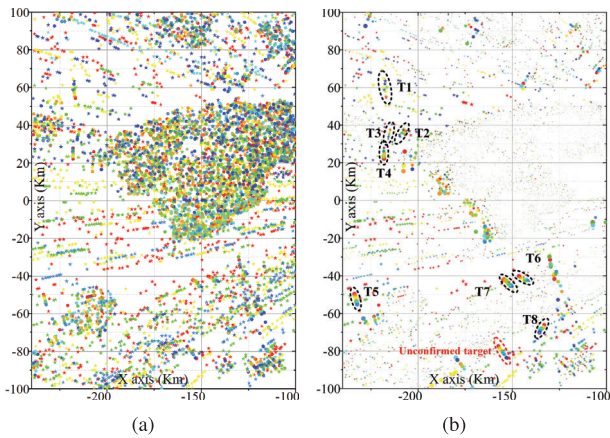 100
80
60
40
20
0
-20
-40
-60
-80
-100
Y axis (Km)
-200
-150
-100
X axis (Km)
(a)
100
80
60
40
20
0
-20
-40
-60
-80
-100
Y axis (Km)
T1
T3
T2
T4
T5
T6
T7
T8
Unconfirmed target
-200
-150
-100
X axis (Km)
(b)